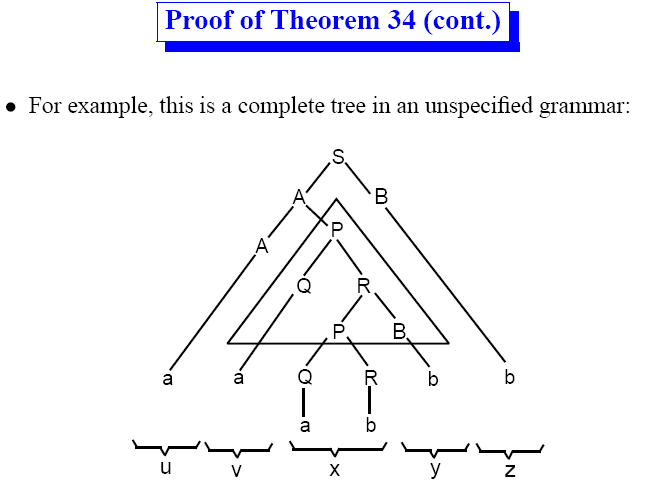 Proof of Theorem 34 (cont.)
● For example, this is a complete tree in an unspecified grammar:
S
A B
P
A
Q R
P B
a a Q R b b
a b
u v x y z